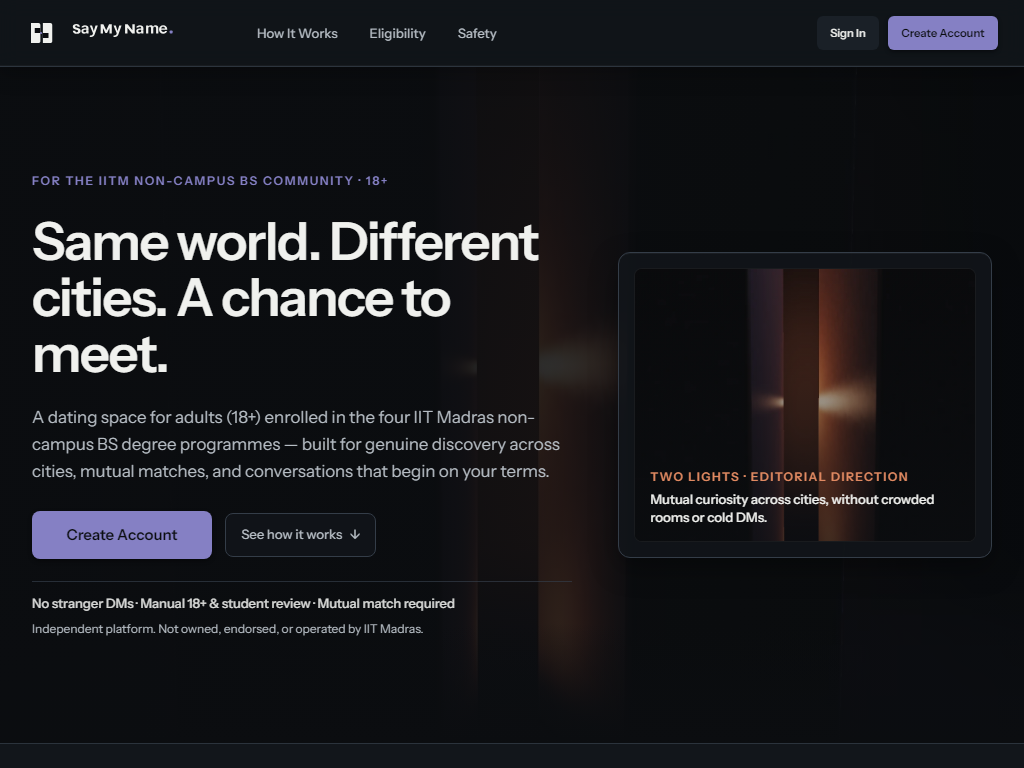 Say My Name.
How It Works
Eligibility
Safety
Sign In
Create Account
FOR THE IITM NON-CAMPUS BS COMMUNITY · 18+
Same world. Different
cities. A chance to
meet.
A dating space for adults (18+) enrolled in the four IIT Madras non-
campus BS degree programmes — built for genuine discovery across
cities, mutual matches, and conversations that begin on your terms.
Create Account
See how it works ↓
No stranger DMs · Manual 18+ & student review · Mutual match required
Independent platform. Not owned, endorsed, or operated by IIT Madras.
TWO LIGHTS · EDITORIAL DIRECTION
Mutual curiosity across cities, without crowded
rooms or cold DMs.